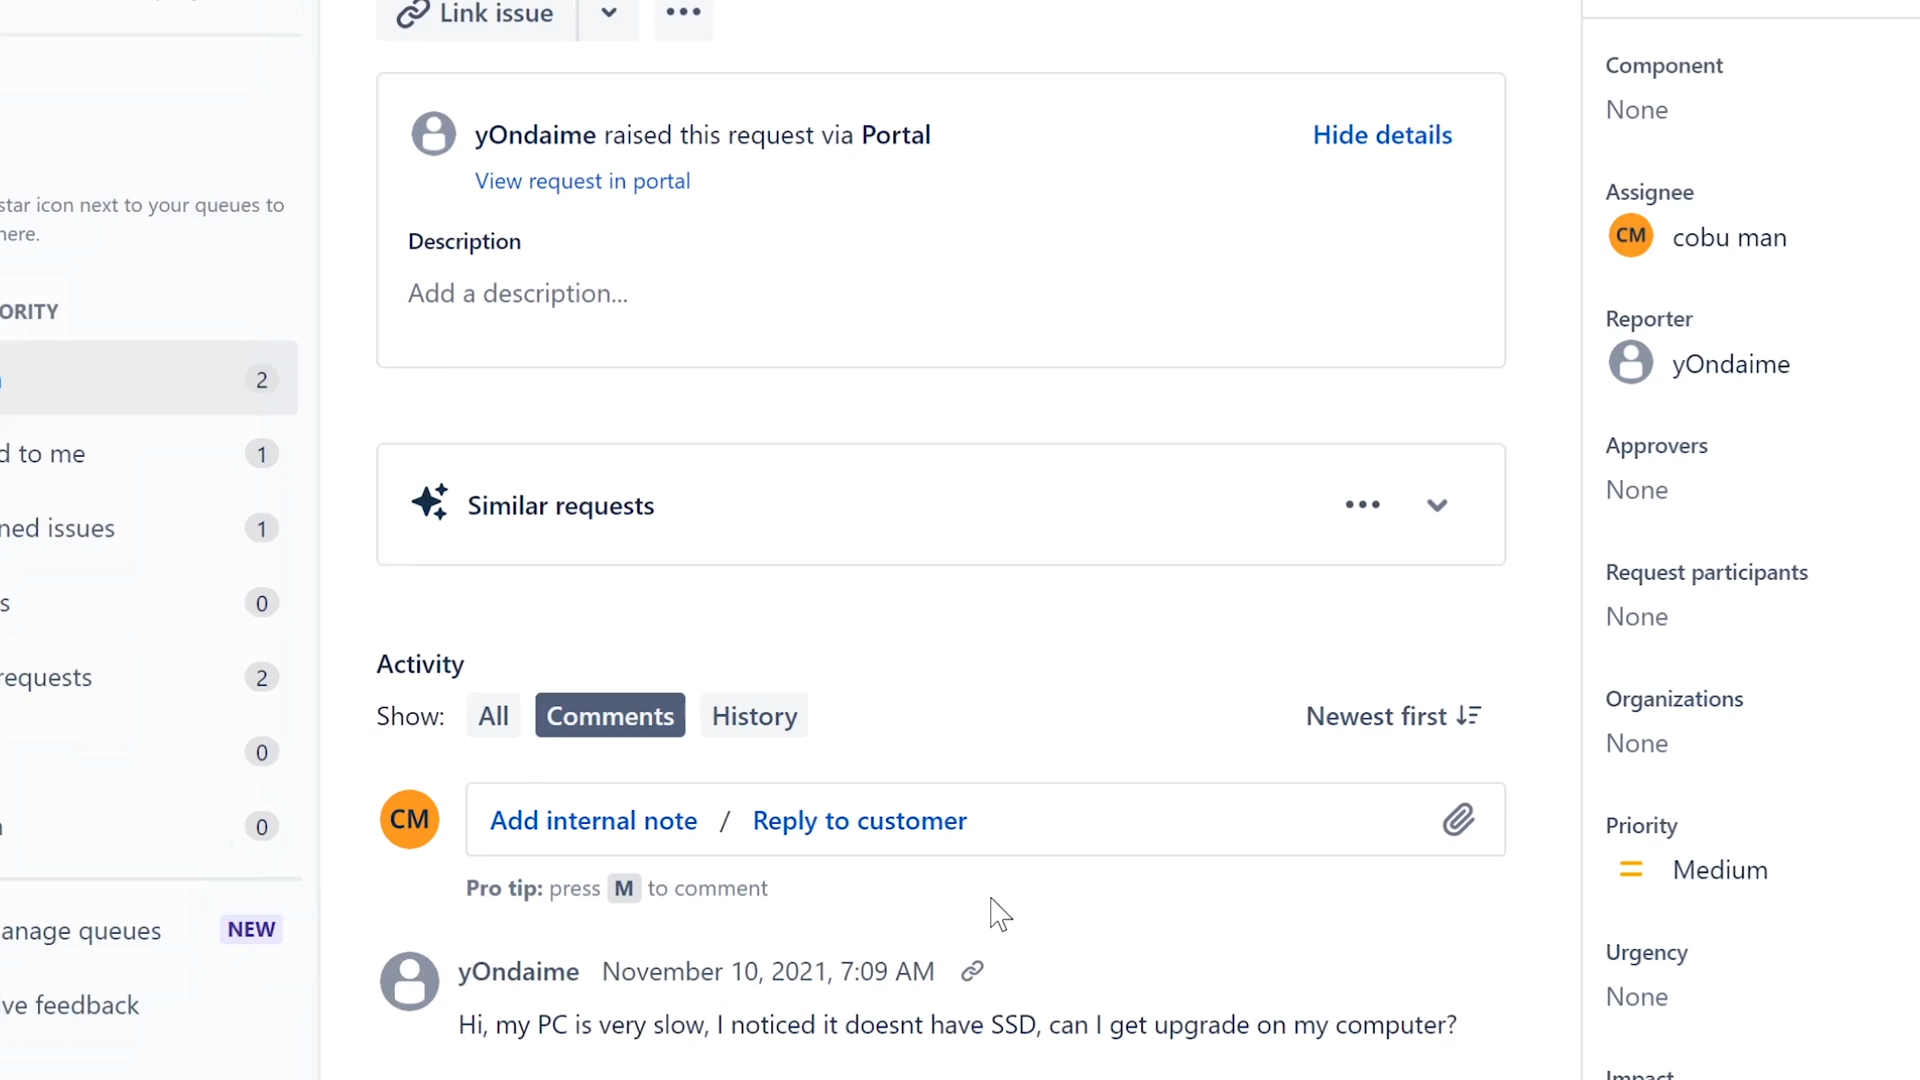 Link issue
yOndaime raised this request via Portal
Hide details
View request in portal
Description
Add a description...
Similar requests
Activity
Show: All Comments History
Newest first
CM
Add internal note / Reply to customer
Pro tip: press M to comment
yOndaime November 10, 2021, 7:09 AM
Hi, my PC is very slow, I noticed it doesnt have SSD, can I get upgrade on my computer?
star icon next to your queues to
here.
ORITY
2
d to me 1
ned issues 1
s 0
requests 2
0
0
anage queues NEW
ve feedback
Component
None
Assignee
CM cobu man
Reporter
yOndaime
Approvers
None
Request participants
None
Organizations
None
Priority
Medium
Urgency
None
Impact